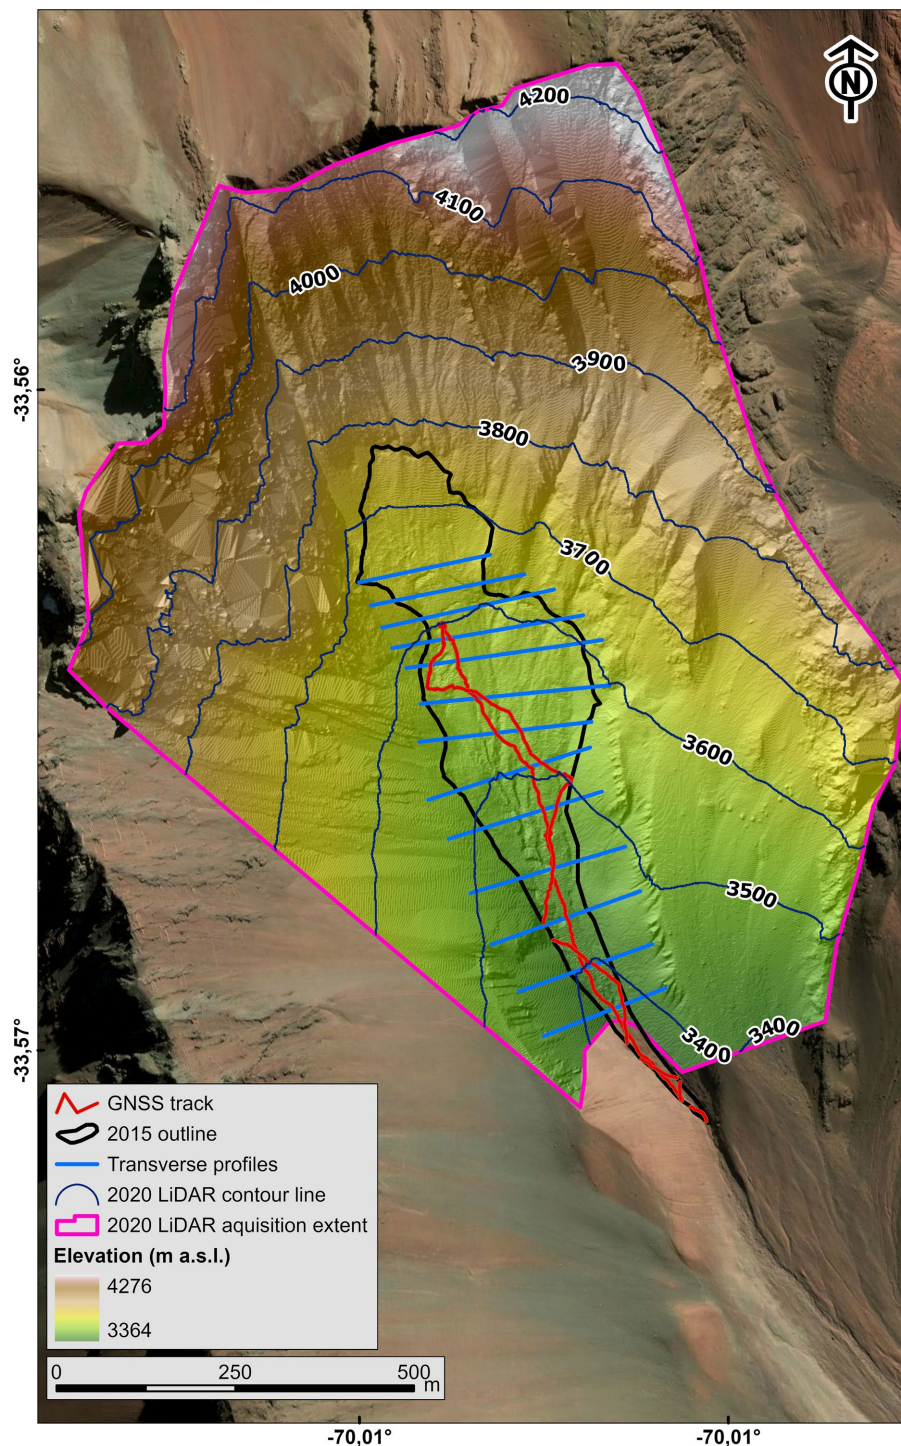 N
4200
4100
4000
3900
3800
3700
3600
3500
3400
3400
-33,56°
-33,57°
GNSS track
2015 outline
Transverse profiles
2020 LiDAR contour line
2020 LiDAR aquisition extent
Elevation (m a.s.l.)
4276
3364
0 250 500 m
-70,01° -70,01°